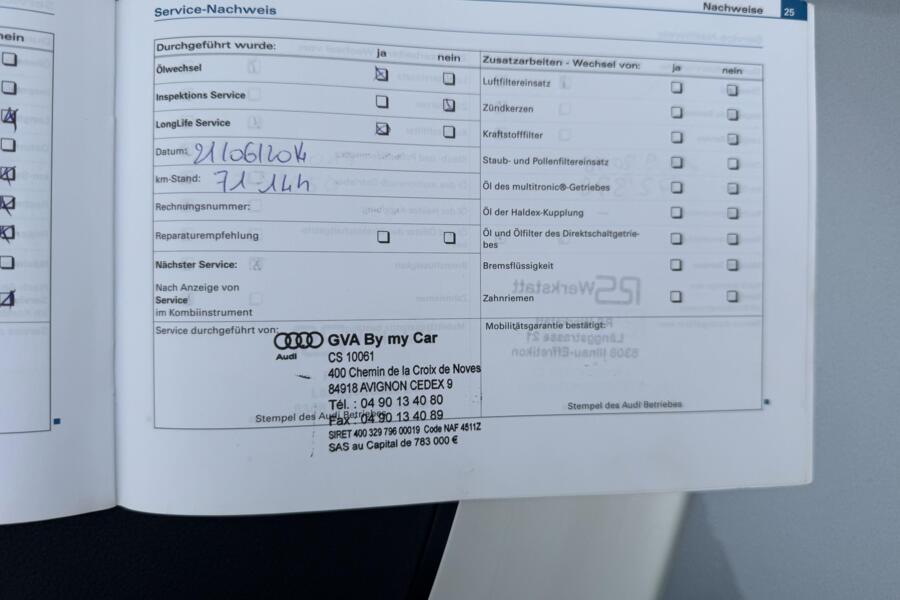 Service-Nachweis
Nachweise 25
nein
Durchgeführt wurde:
ja nein
Ölwechsel
Inspektions Service
LongLife Service
Datum: 21/06/2014
km-Stand: 71-144
Rechnungsnummer:
Reparaturempfehlung
Nächster Service:
Nach Anzeige von
Service
im Kombiinstrument
Zusatzarbeiten - Wechsel von: ja nein
Luftfiltereinsatz
Zündkerzen
Kraftstofffilter
Staub- und Pollenfiltereinsatz
Öl des multitronic®-Getriebes
Öl der Haldex-Kupplung
Öl und Ölfilter des Direktschaltgetrie-
bes
Bremsflüssigkeit
Zahnriemen
Service durchgeführt von:
Audi
GVA By my Car
CS 10061
400 Chemin de la Croix de Noves
84918 AVIGNON CEDEX 9
Tél. : 04 90 13 40 80
Fax : 04 90 13 40 89
SIRET 400 329 796 00019 Code NAF 4511Z
SAS au Capital de 783 000 €
Stempel des Audi Betriebes
Mobilitätsgarantie bestätigt:
Stempel des Audi Betriebes